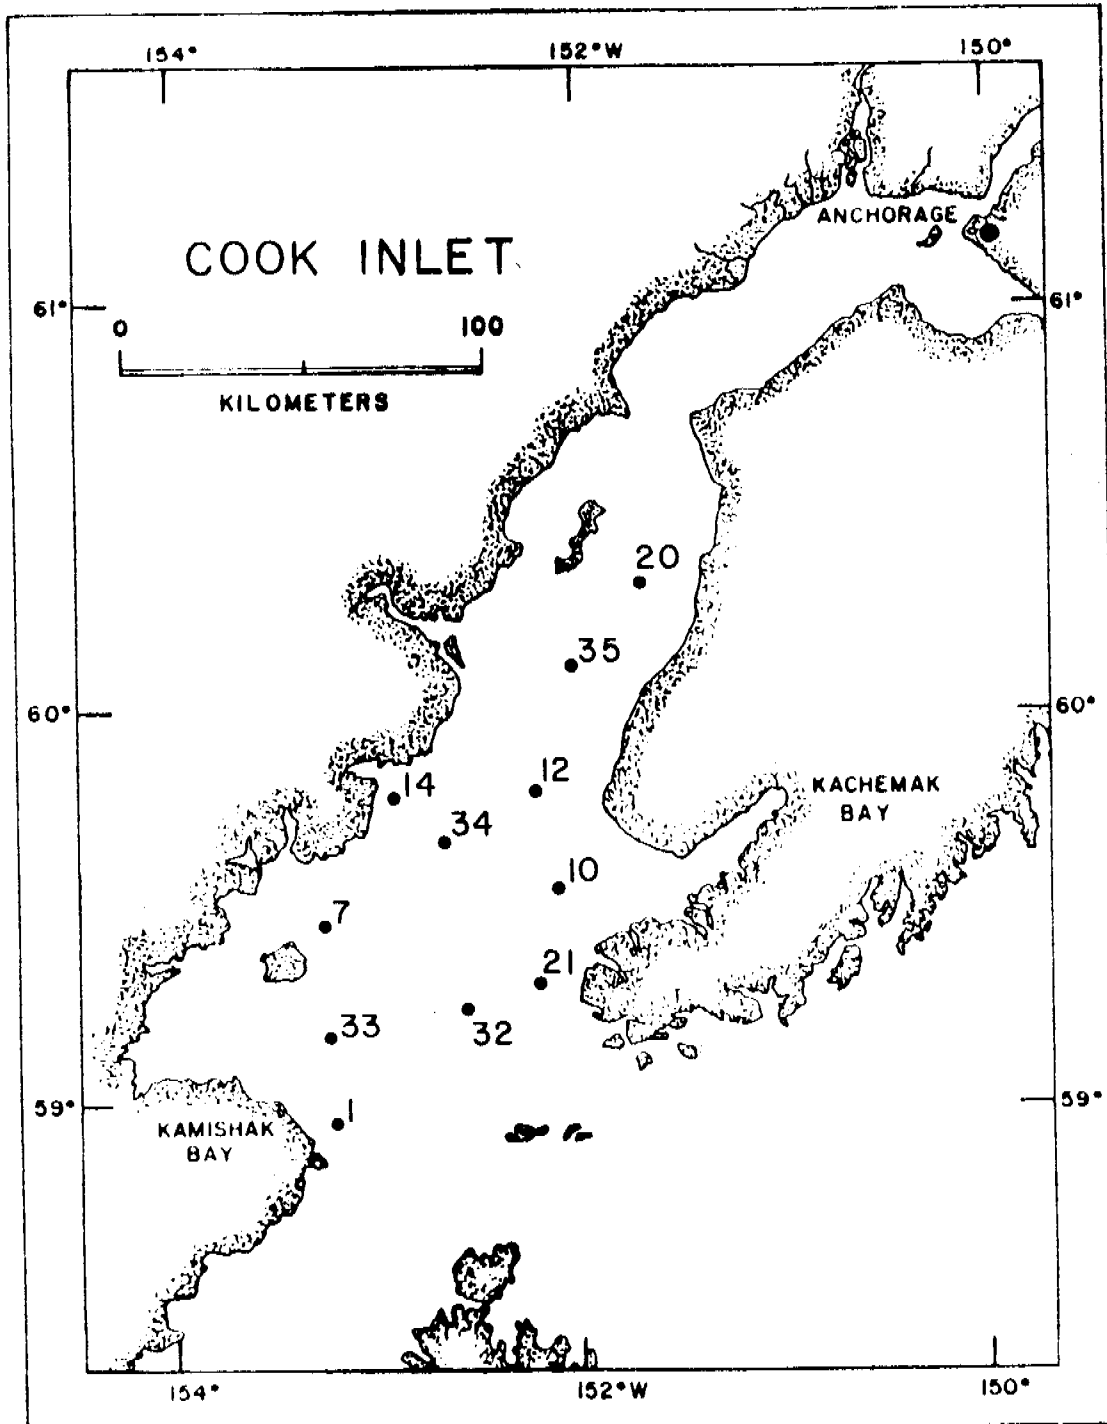 154° 152°W 150°
ANCHORAGE
COOK INLET
61° 61°
0 100
KILOMETERS
20
35
60° 60°
12
14
KACHEMAK
BAY
34
10
7
21
33
32
59° 59°
1
KAMISHAK
BAY
154° 152°W 150°